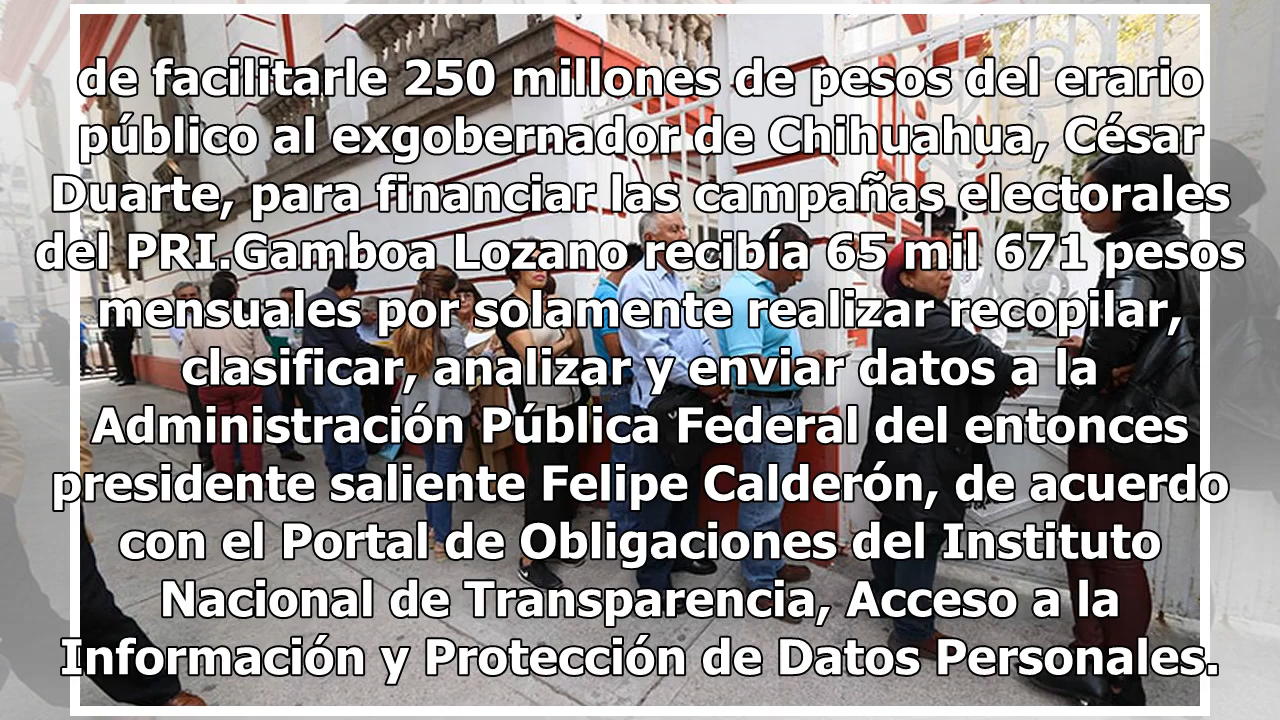 de facilitarle 250 millones de pesos del erario
público al exgobernador de Chihuahua, César
Duarte, para financiar las campañas electorales
del PRI.Gamboa Lozano recibía 65 mil 671 pesos
mensuales por solamente realizar recopilar,
clasificar, analizar y enviar datos a la
Administración Pública Federal del entonces
presidente saliente Felipe Calderón, de acuerdo
con el Portal de Obligaciones del Instituto
Nacional de Transparencia, Acceso a la
Información y Protección de Datos Personales.